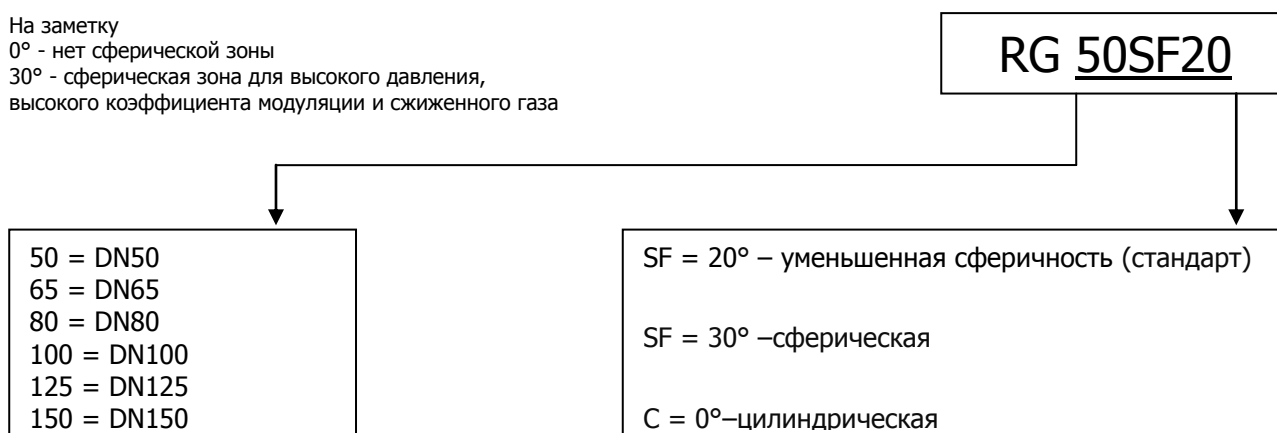 На заметку
0° - нет сферической зоны
30° - сферическая зона для высокого давления,
высокого коэффициента модуляции и сжиженного газа
RG 50SF20
50 = DN50
65 = DN65
80 = DN80
100 = DN100
125 = DN125
150 = DN150
SF = 20° – уменьшенная сферичность (стандарт)
SF = 30° –сферическая
C = 0°–цилиндрическая